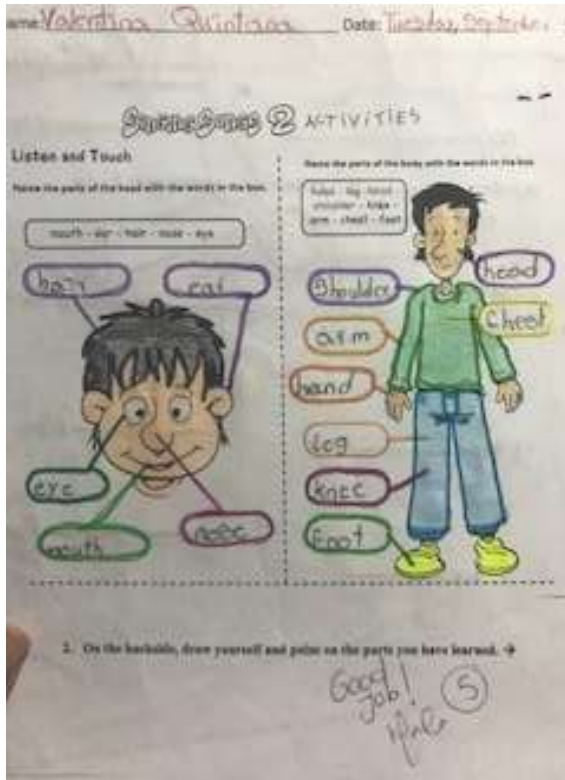 Name: Valentina Quintana Date: Tuesday, September,
2 ACTIVITIES
Listen and Touch
Name the parts of the head with the words in the box.
mouth - ear - hair - nose - eye
hair
ear
eye
mouth
nose
Name the parts of the body with the words in the box
head - leg - hand
shoulder - knee -
arm - chest - foot
head
Shoulder
Chest
arm
hand
leg
knee
Foot
2. On the backside, draw yourself and point on the parts you have learned. →
Good
job!
5